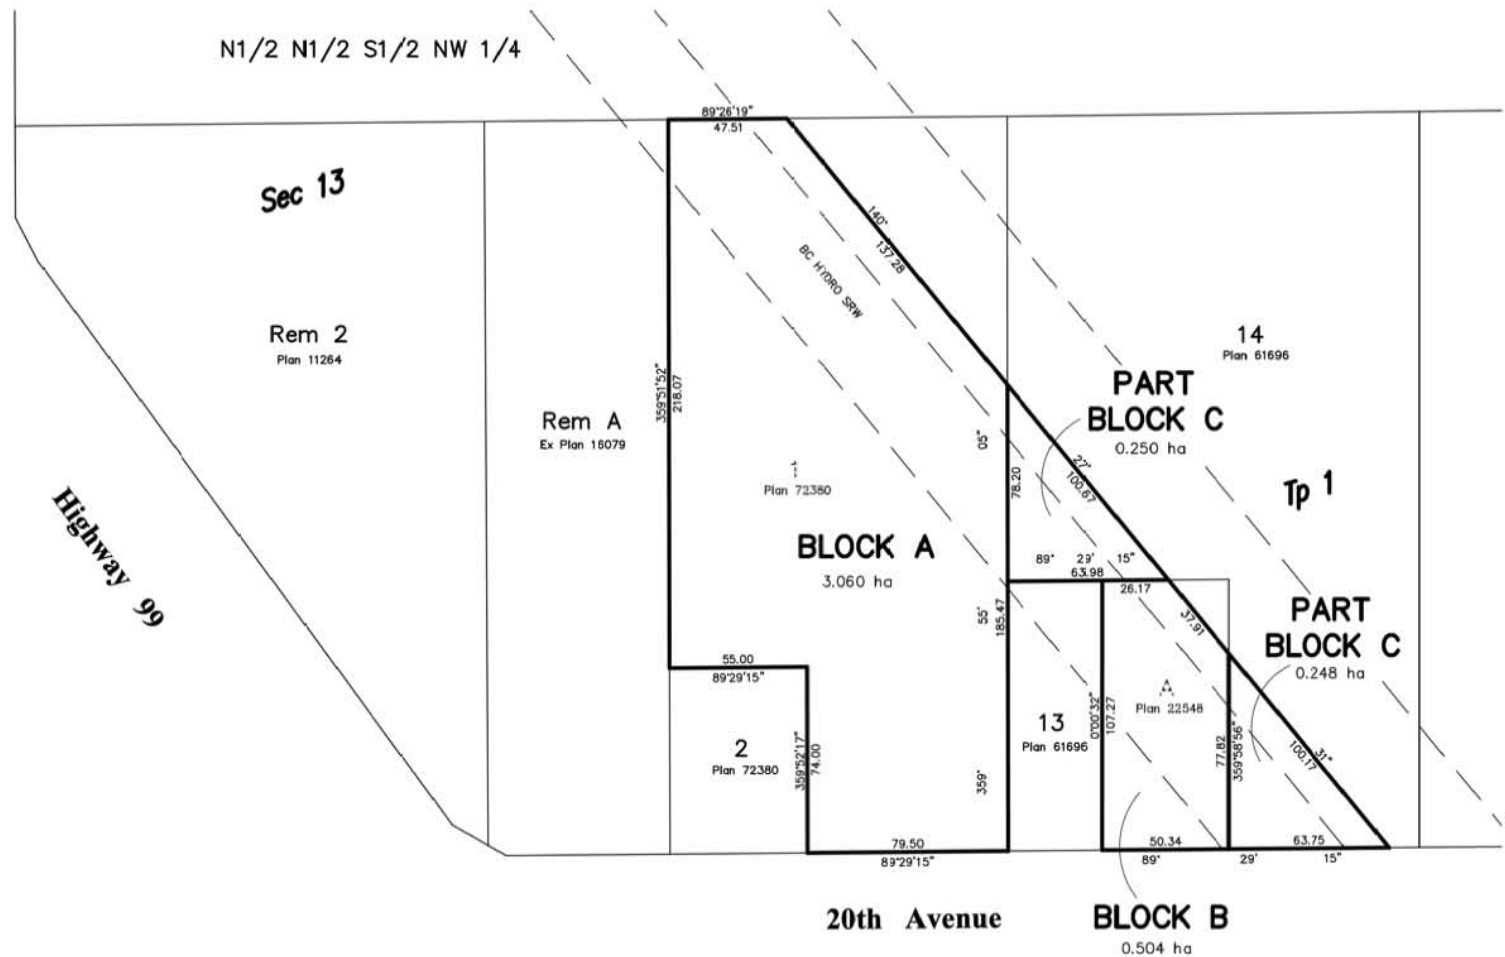 N1/2 N1/2 S1/2 NW 1/4
89°26'19"
47.51
Sec 13
140°
137.28
BC HYDRO SRW
Rem 2
Plan 11264
14
Plan 61696
359°51'52"
218.07
PART
BLOCK C
0.250 ha
Rem A
Ex Plan 16079
05"
78.20
27'
100.67
1
Plan 72380
Tp 1
Highway 99
BLOCK A
3.060 ha
89° 29' 15"
63.98
26.17
55'
185.47
37.91
PART
BLOCK C
0.248 ha
55.00
89°29'15"
A
Plan 22548
0°00'32"
107.27
13
Plan 61696
2
Plan 72380
359°52'17"
74.00
77.82
359°58'56"
31"
100.17
359°
79.50
89°29'15"
50.34
63.75
89° 29' 15"
20th Avenue
BLOCK B
0.504 ha